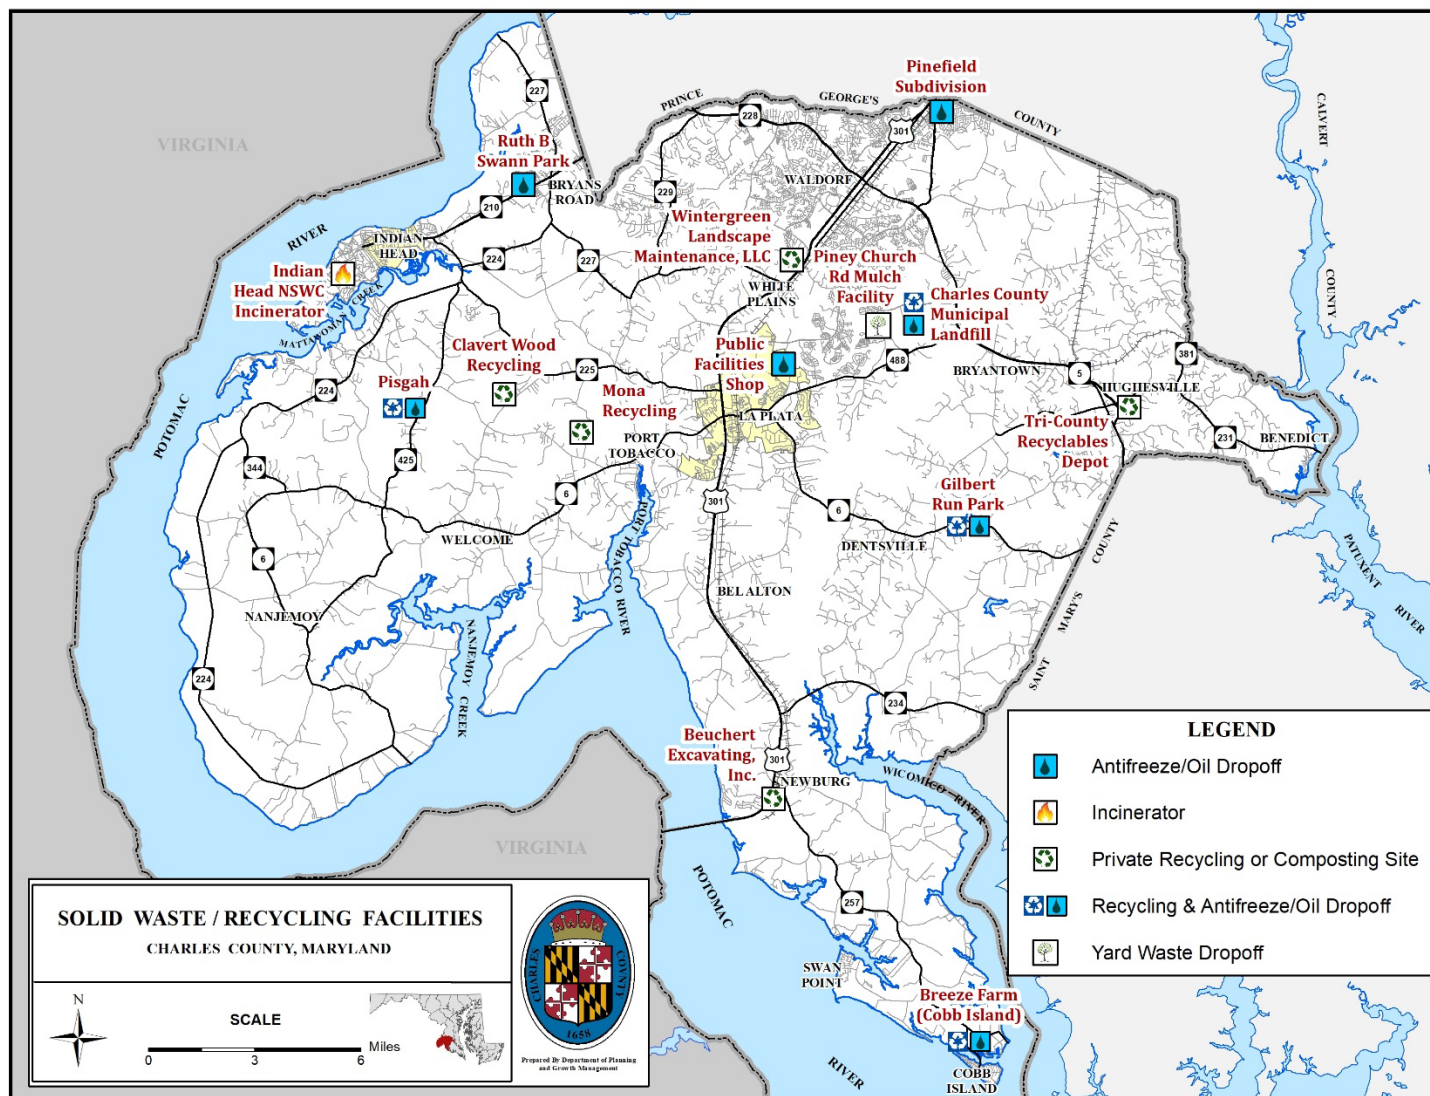 Pinefield
Subdivision
PRINCE
GEORGE'S
COUNTY
CALVERT
COUNTY
VIRGINIA
227
228
301
Ruth B
Swann Park
BRYANS
ROAD
229
WALDORF
210
RIVER
INDIAN
HEAD
224
227
Wintergreen
Landscape
Maintenance, LLC
WHITE
PLAINS
Piney Church
Rd Mulch
Facility
Charles County
Municipal
Landfill
Indian
Head NSWC
Incinerator
MATTAWOMAN CREEK
Clavert Wood
Recycling
225
Public
Facilities
Shop
488
BRYANTOWN
5
381
HUGHESVILLE
224
Pisgah
Mona
Recycling
LA PLATA
PORT
TOBACCO
Tri-County
Recyclables
Depot
231
BENEDICT
POTOMAC
344
425
6
301
6
Gilbert
Run Park
DENTSVILLE
WELCOME
PORT TOBACCO RIVER
COUNTY
PATUXENT
RIVER
6
NANJEMOY
BEL ALTON
MARY'S
SAINT
NANJEMOY
CREEK
224
234
Beuchert
Excavating,
Inc.
301
NEWBURG
WICOMICO RIVER
VIRGINIA
POTOMAC
257
SWAN
POINT
Breeze Farm
(Cobb Island)
RIVER
COBB
ISLAND
LEGEND
Antifreeze/Oil Dropoff
Incinerator
Private Recycling or Composting Site
Recycling & Antifreeze/Oil Dropoff
Yard Waste Dropoff
SOLID WASTE / RECYCLING FACILITIES
CHARLES COUNTY, MARYLAND
N
SCALE
0 3 6 Miles
CHARLES COUNTY
1658
Prepared By Department of Planning
and Growth Management